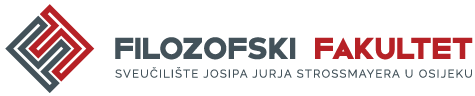 FILOZOFSKI FAKULTET
SVEUČILIŠTE JOSIPA JURJA STROSSMAYERA U OSIJEKU